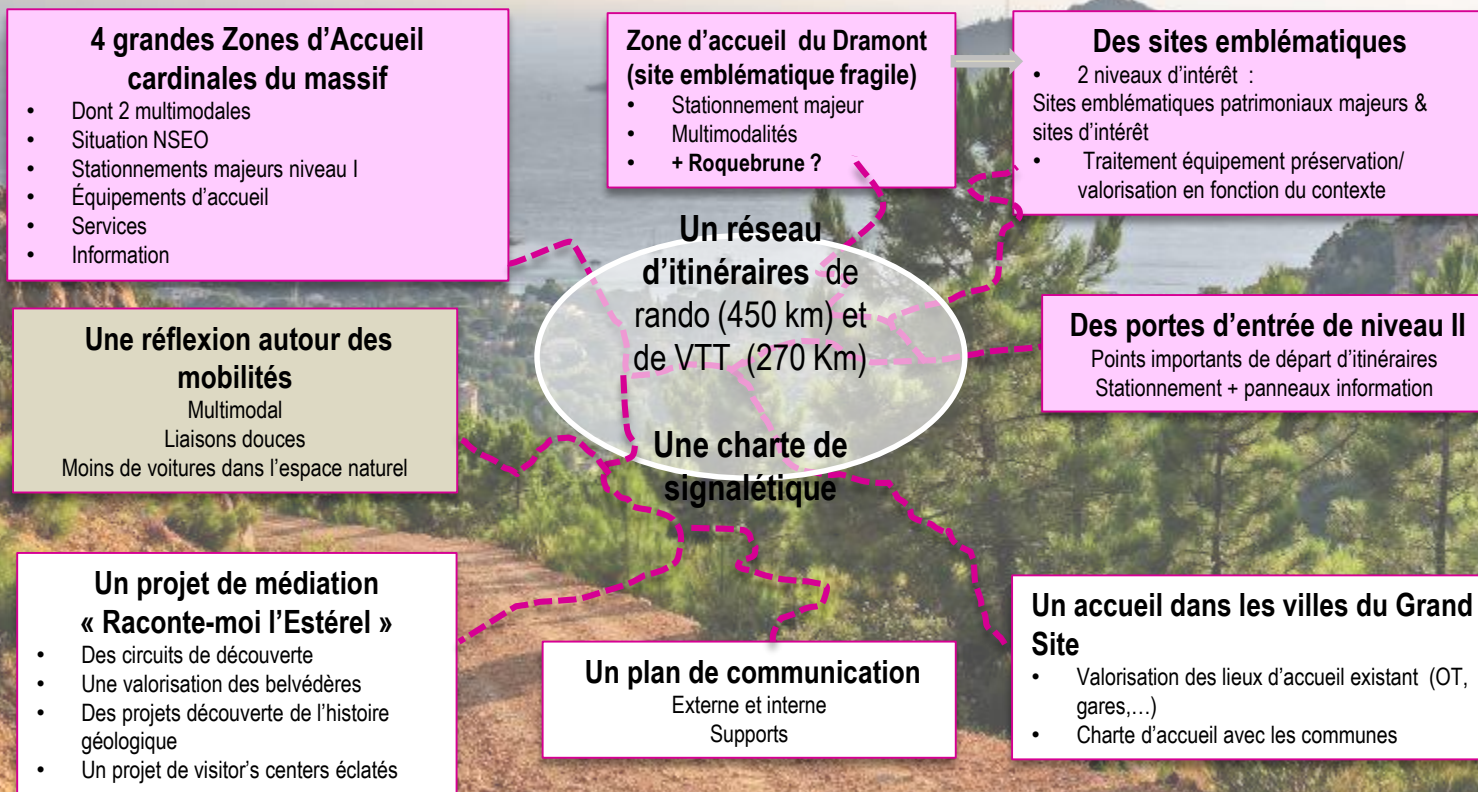 4 grandes Zones d'Accueil
cardinales du massif
• Dont 2 multimodales
• Situation NSEO
• Stationnements majeurs niveau I
• Équipements d'accueil
• Services
• Information
Zone d'accueil du Dramont
(site emblématique fragile)
• Stationnement majeur
• Multimodalités
• + Roquebrune ?
Des sites emblématiques
• 2 niveaux d'intérêt :
Sites emblématiques patrimoniaux majeurs &
sites d'intérêt
• Traitement équipement préservation/
valorisation en fonction du contexte
Un réseau
d'itinéraires de
rando (450 km) et
de VTT (270 Km)
Une charte de
signalétique
Une réflexion autour des
mobilités
Multimodal
Liaisons douces
Moins de voitures dans l'espace naturel
Des portes d'entrée de niveau II
Points importants de départ d'itinéraires
Stationnement + panneaux information
Un projet de médiation
« Raconte-moi l'Estérel »
• Des circuits de découverte
• Une valorisation des belvédères
• Des projets découverte de l'histoire
géologique
• Un projet de visitor's centers éclatés
Un plan de communication
Externe et interne
Supports
Un accueil dans les villes du Grand
Site
• Valorisation des lieux d'accueil existant (OT,
gares,…)
• Charte d'accueil avec les communes